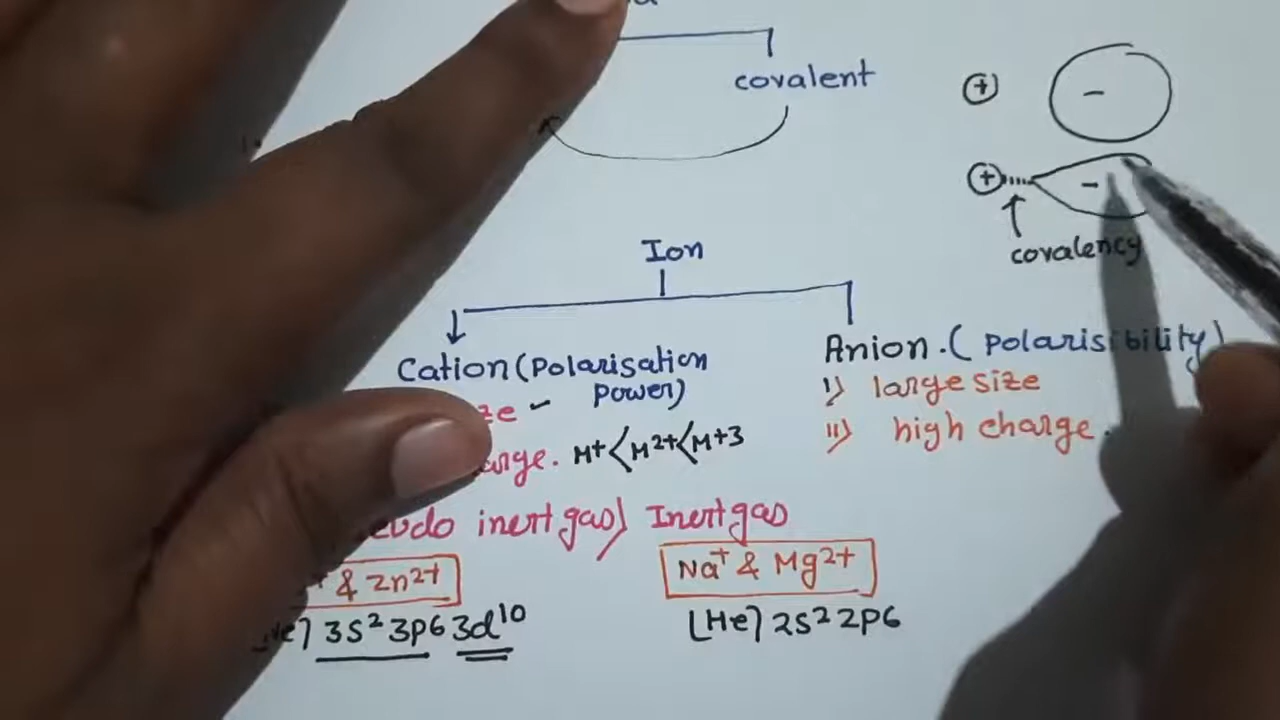 covalent
+ -
+ -
covalency
Ion
Cation (Polarisation
Power)
M+ < M2+ < M+3
Anion. ( Polarisibility)
i) large size
ii) high charge.
inert gas) Inert gas
& Zn2+
Na+ & Mg2+
3s2 3p6 3d10
[He] 2s2 2p6